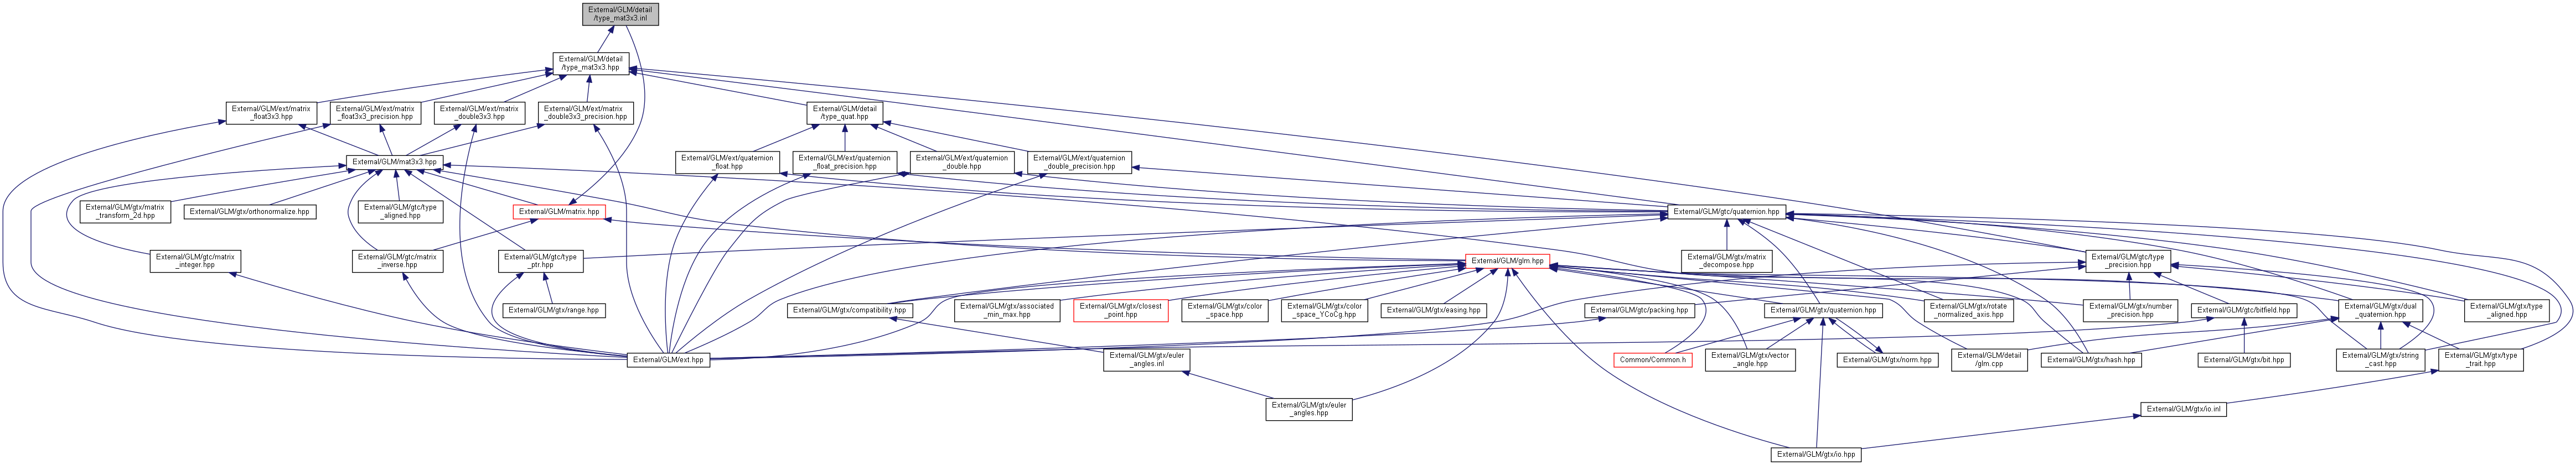 External/GLM/detail
/type_mat3x3.inl
External/GLM/detail
/type_mat3x3.hpp
External/GLM/ext/matrix
_float3x3.hpp
External/GLM/ext/matrix
_float3x3_precision.hpp
External/GLM/ext/matrix
_double3x3.hpp
External/GLM/ext/matrix
_double3x3_precision.hpp
External/GLM/detail
/type_quat.hpp
External/GLM/mat3x3.hpp
External/GLM/ext/quaternion
_float.hpp
External/GLM/ext/quaternion
_float_precision.hpp
External/GLM/ext/quaternion
_double.hpp
External/GLM/ext/quaternion
_double_precision.hpp
External/GLM/gtx/matrix
_transform_2d.hpp
External/GLM/gtx/orthonormalize.hpp
External/GLM/gtc/type
_aligned.hpp
External/GLM/matrix.hpp
External/GLM/gtc/quaternion.hpp
External/GLM/gtc/matrix
_integer.hpp
External/GLM/gtc/matrix
_inverse.hpp
External/GLM/gtc/type
_ptr.hpp
External/GLM/glm.hpp
External/GLM/gtx/matrix
_decompose.hpp
External/GLM/gtc/type
_precision.hpp
External/GLM/gtx/range.hpp
External/GLM/gtx/compatibility.hpp
External/GLM/gtx/associated
_min_max.hpp
External/GLM/gtx/closest
_point.hpp
External/GLM/gtx/color
_space.hpp
External/GLM/gtx/color
_space_YCoCg.hpp
External/GLM/gtx/easing.hpp
External/GLM/gtc/packing.hpp
External/GLM/gtx/quaternion.hpp
External/GLM/gtx/rotate
_normalized_axis.hpp
External/GLM/gtx/number
_precision.hpp
External/GLM/gtc/bitfield.hpp
External/GLM/gtx/dual
_quaternion.hpp
External/GLM/gtx/type
_aligned.hpp
External/GLM/ext.hpp
External/GLM/gtx/euler
_angles.inl
Common/Common.h
External/GLM/gtx/vector
_angle.hpp
External/GLM/gtx/norm.hpp
External/GLM/detail
/glm.cpp
External/GLM/gtx/hash.hpp
External/GLM/gtx/bit.hpp
External/GLM/gtx/string
_cast.hpp
External/GLM/gtx/type
_trait.hpp
External/GLM/gtx/euler
_angles.hpp
External/GLM/gtx/io.inl
External/GLM/gtx/io.hpp